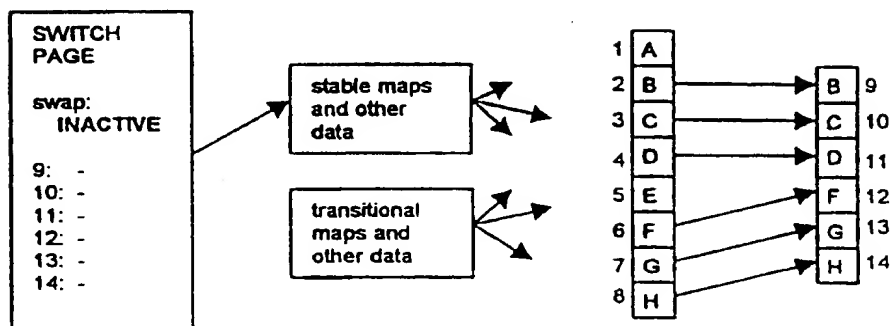 SWITCH
PAGE
swap:
INACTIVE
9: -
10: -
11: -
12: -
13: -
14: -
stable maps
and other
data
transitional
maps and
other data
1 A
2 B
3 C
4 D
5 E
6 F
7 G
8 H
B 9
C 10
D 11
F 12
G 13
H 14